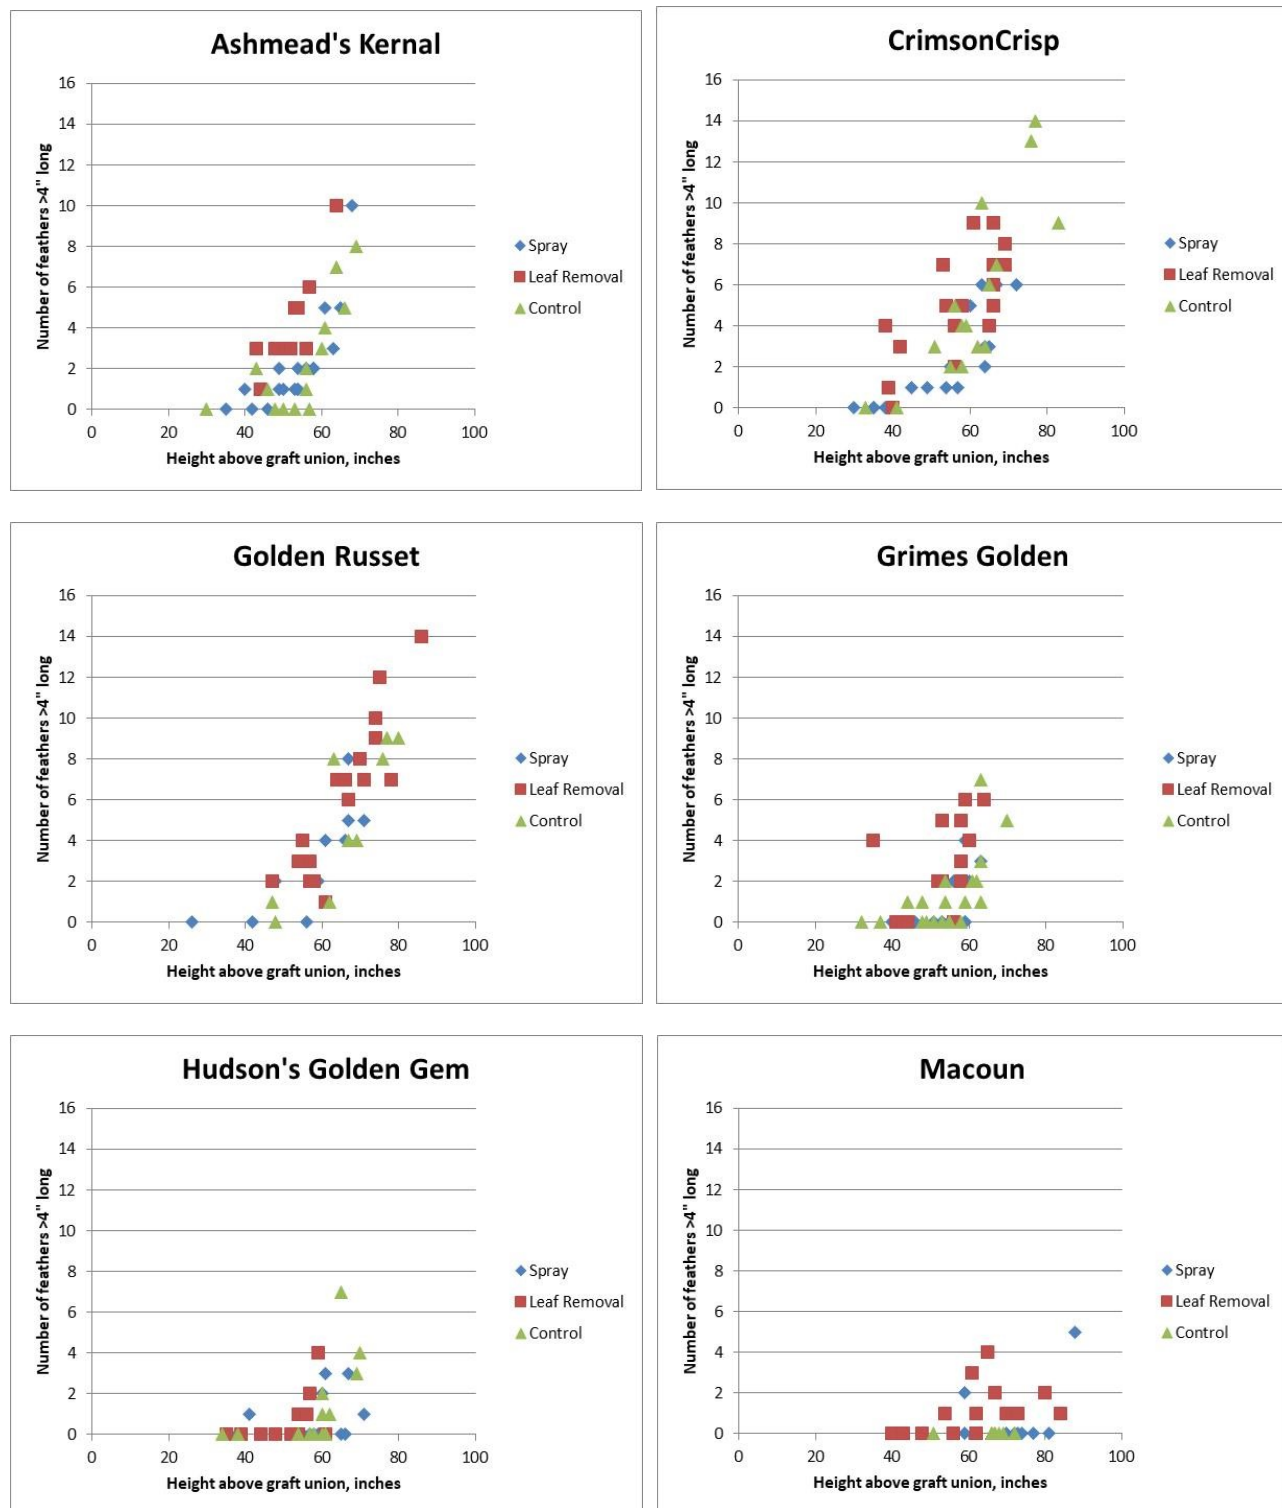 Ashmead's Kernal
Number of feathers >4" long
16
14
12
10
8
6
4
2
0
0 20 40 60 80 100
Height above graft union, inches
Spray
Leaf Removal
Control
CrimsonCrisp
Number of feathers >4" long
16
14
12
10
8
6
4
2
0
0 20 40 60 80 100
Height above graft union, inches
Spray
Leaf Removal
Control
Golden Russet
Number of feathers >4" long
16
14
12
10
8
6
4
2
0
0 20 40 60 80 100
Height above graft union, inches
Spray
Leaf Removal
Control
Grimes Golden
Number of feathers >4" long
16
14
12
10
8
6
4
2
0
0 20 40 60 80 100
Height above graft union, inches
Spray
Leaf Removal
Control
Hudson's Golden Gem
Number of feathers >4" long
16
14
12
10
8
6
4
2
0
0 20 40 60 80 100
Height above graft union, inches
Spray
Leaf Removal
Control
Macoun
Number of feathers >4" long
16
14
12
10
8
6
4
2
0
0 20 40 60 80 100
Height above graft union, inches
Spray
Leaf Removal
Control